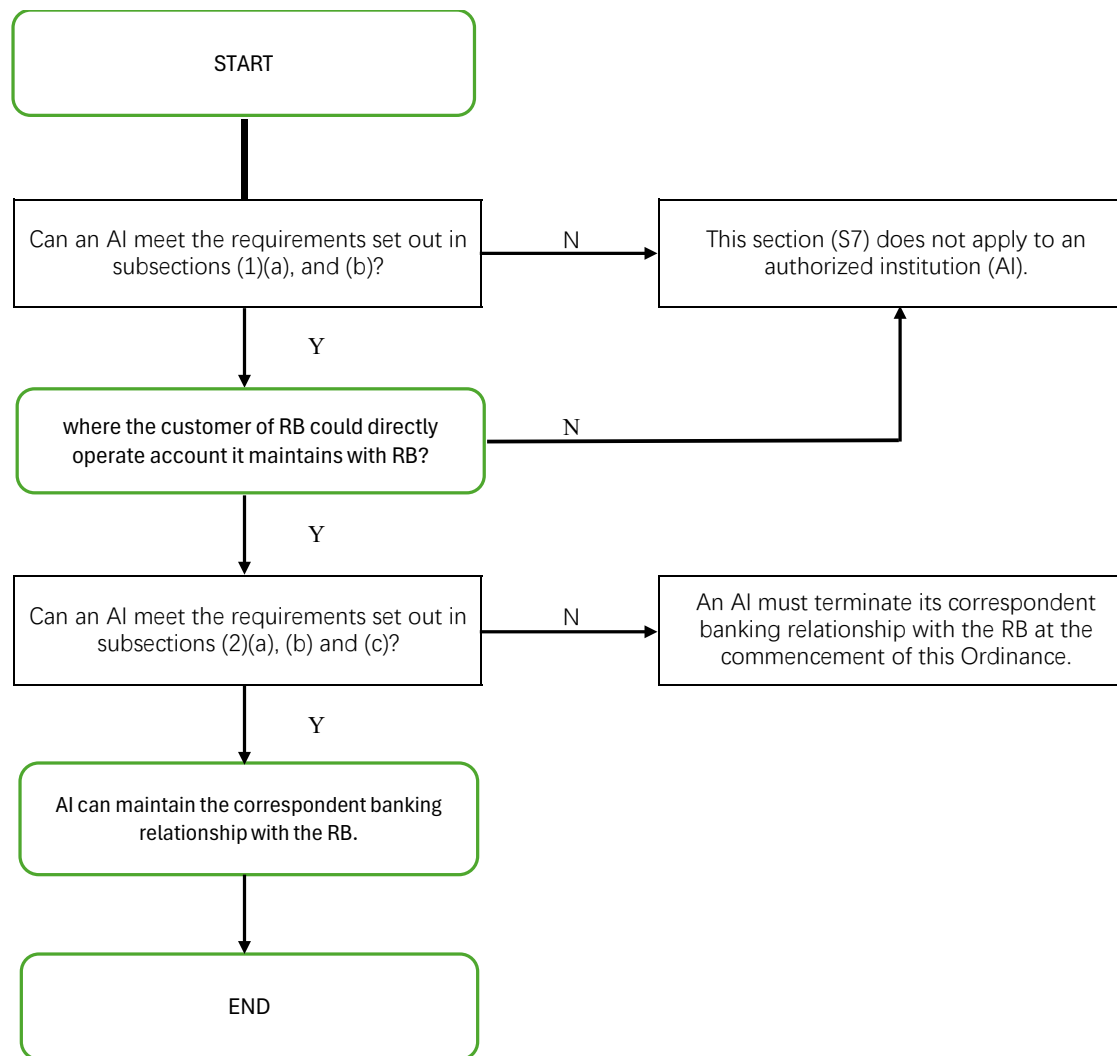 START
Can an AI meet the requirements set out in
subsections (1)(a), and (b)?
N
This section (S7) does not apply to an
authorized institution (AI).
Y
where the customer of RB could directly
operate account it maintains with RB?
N
Y
Can an AI meet the requirements set out in
subsections (2)(a), (b) and (c)?
N
An AI must terminate its correspondent
banking relationship with the RB at the
commencement of this Ordinance.
Y
AI can maintain the correspondent banking
relationship with the RB.
END